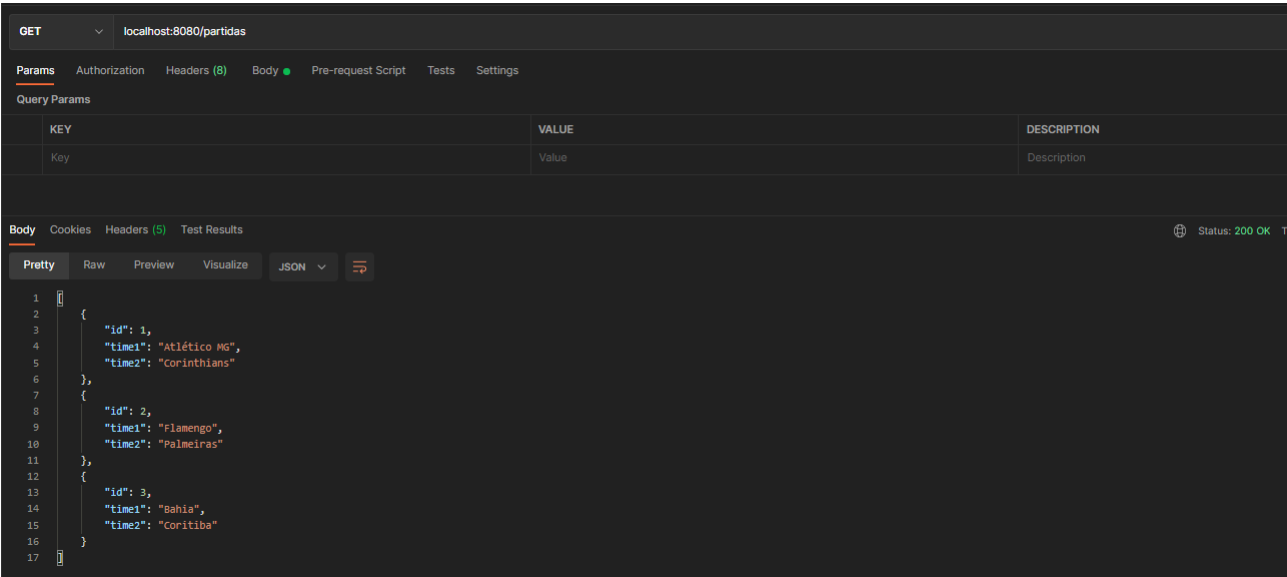 GET localhost:8080/partidas
Params Authorization Headers (8) Body Pre-request Script Tests Settings
Query Params
KEY VALUE DESCRIPTION
Key Value Description
Body Cookies Headers (5) Test Results Status: 200 OK T
Pretty Raw Preview Visualize JSON
1 [
2 {
3 "id": 1,
4 "time1": "Atlético MG",
5 "time2": "Corinthians"
6 },
7 {
8 "id": 2,
9 "time1": "Flamengo",
10 "time2": "Palmeiras"
11 },
12 {
13 "id": 3,
14 "time1": "Bahia",
15 "time2": "Coritiba"
16 }
17 ]